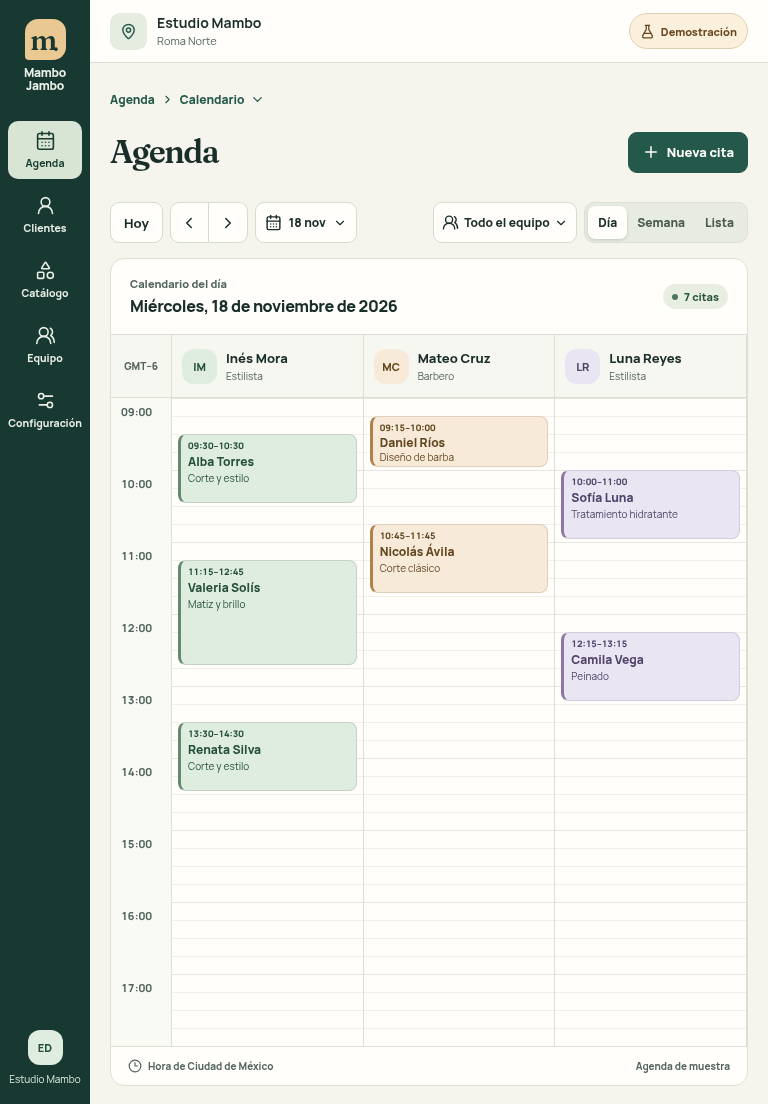 m.
Mambo
Jambo
Agenda
Clientes
Catálogo
Equipo
Configuración
ED
Estudio Mambo
Estudio Mambo
Roma Norte
Demostración
Agenda
Calendario
Agenda
Nueva cita
Hoy
18 nov
Todo el equipo
Día
Semana
Lista
Calendario del día
Miércoles, 18 de noviembre de 2026
7 citas
GMT-6
IM
Inés Mora
Estilista
MC
Mateo Cruz
Barbero
LR
Luna Reyes
Estilista
09:00
10:00
11:00
12:00
13:00
14:00
15:00
16:00
17:00
09:30–10:30
Alba Torres
Corte y estilo
11:15–12:45
Valeria Solís
Matiz y brillo
13:30–14:30
Renata Silva
Corte y estilo
09:15–10:00
Daniel Ríos
Diseño de barba
10:45–11:45
Nicolás Ávila
Corte clásico
10:00–11:00
Sofía Luna
Tratamiento hidratante
12:15–13:15
Camila Vega
Peinado
Hora de Ciudad de México
Agenda de muestra